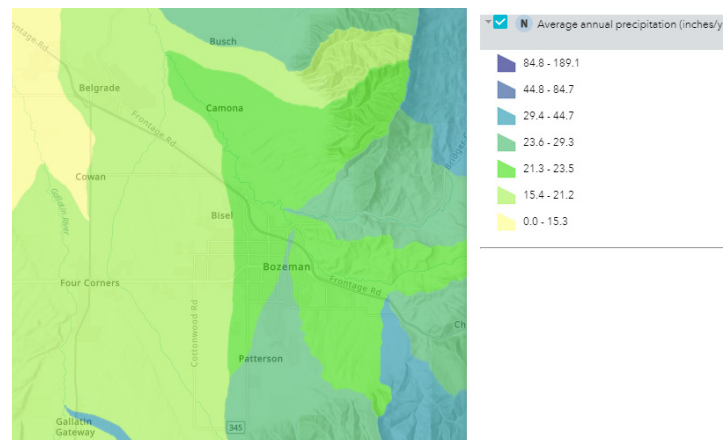 Frontage Rd
Busch
Belgrade
Camona
Frontage Rd
Bridger
Cowan
Gallatin
River
Bisel
Bozeman
Four Corners
Frontage Rd
Cottonwood Rd
Ch
Patterson
Gallatin
Gateway
345
N Average annual precipitation (inches/y
84.8 - 189.1
44.8 - 84.7
29.4 - 44.7
23.6 - 29.3
21.3 - 23.5
15.4 - 21.2
0.0 - 15.3